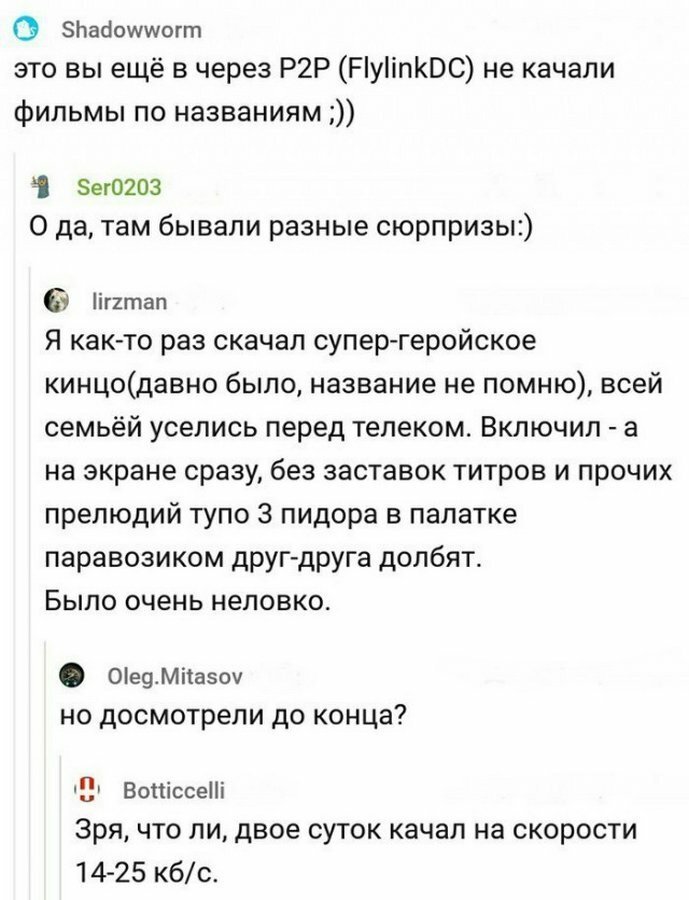 Shadowworm
это вы ещё в через P2P (FlylinkDC) не качали
фильмы по названиям ;))
Ser0203
О да, там бывали разные сюрпризы:)
lirzman
Я как-то раз скачал супер-геройское
кинцо(давно было, название не помню), всей
семьёй уселись перед телеком. Включил - а
на экране сразу, без заставок титров и прочих
прелюдий тупо 3 пидора в палатке
паравозиком друг-друга долбят.
Было очень неловко.
Oleg.Mitasov
но досмотрели до конца?
Botticcelli
Зря, что ли, двое суток качал на скорости
14-25 кб/с.